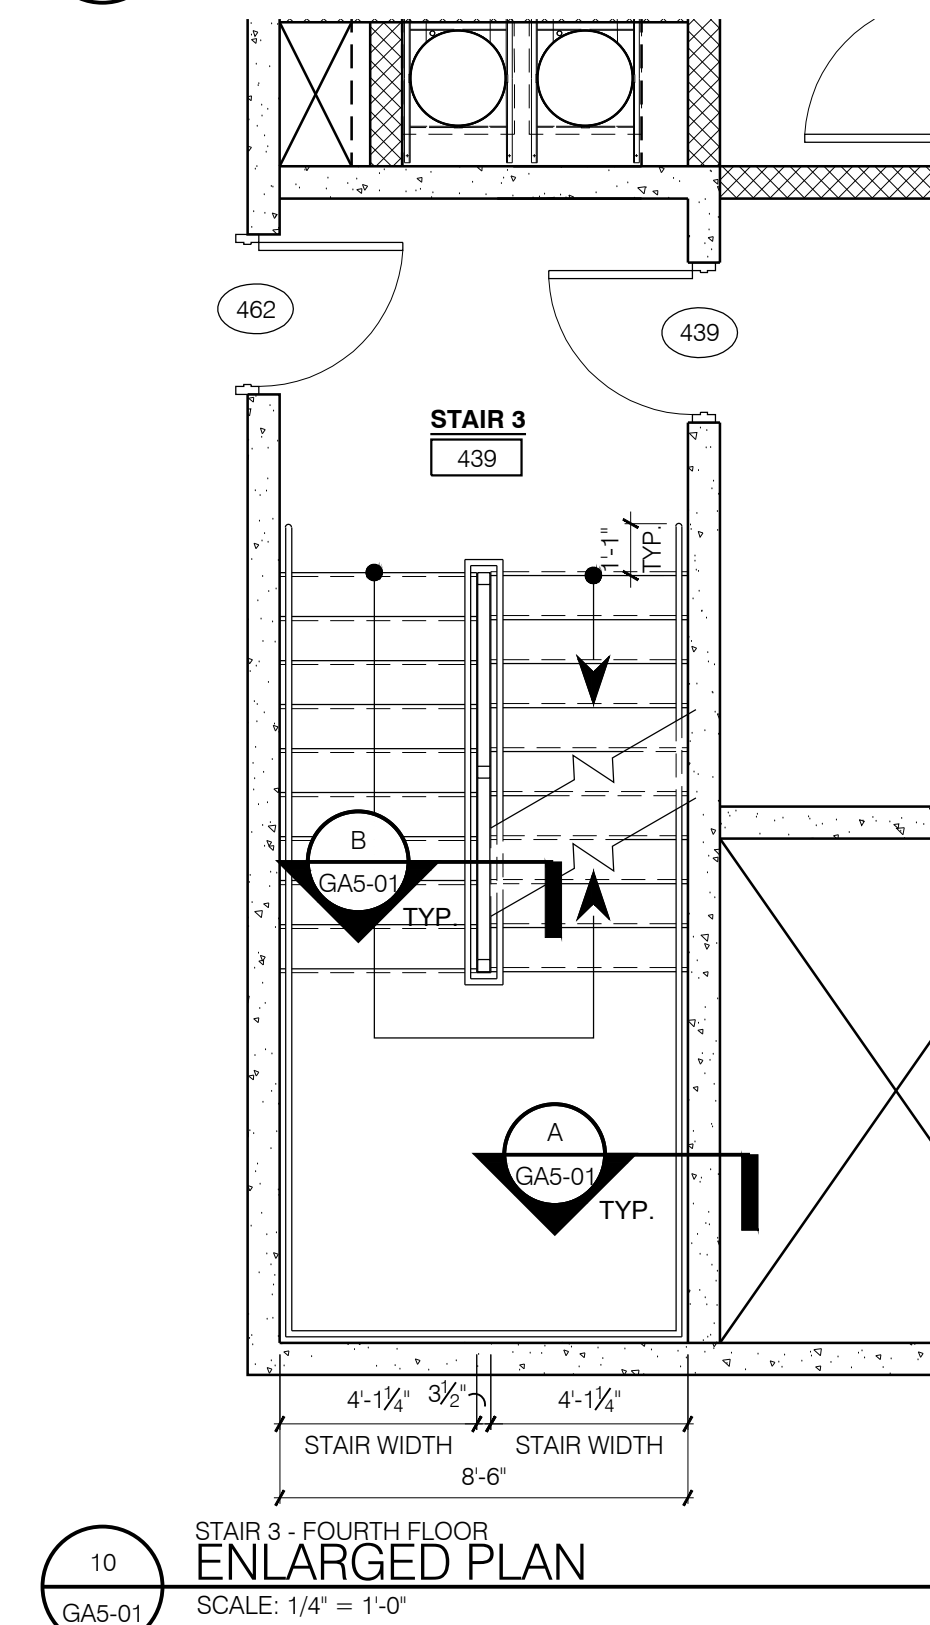 462
439
STAIR 3
439
1'-1"
TYP.
B
GA5-01
TYP.
A
GA5-01
TYP.
4'-1¼" 3½" 4'-1¼"
STAIR WIDTH STAIR WIDTH
8'-6"
STAIR 3 - FOURTH FLOOR
10 ENLARGED PLAN
GA5-01 SCALE: 1/4" = 1'-0"